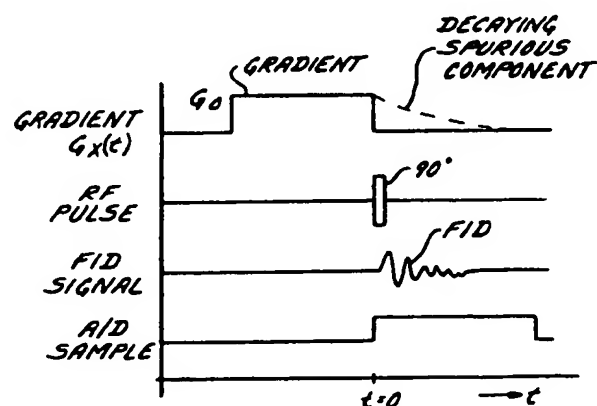 DECAYING
SPURIOUS
COMPONENT
GRADIENT
G0
GRADIENT
Gx(t)
90°
RF
PULSE
FID
FID
SIGNAL
A/D
SAMPLE
t=0
t